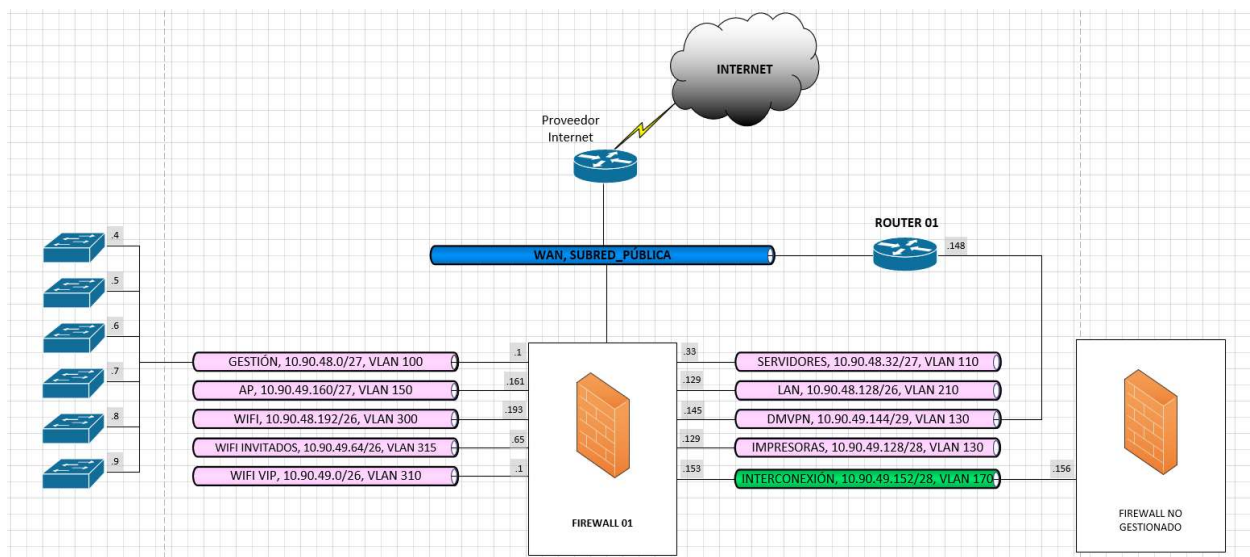 INTERNET
Proveedor
Internet
ROUTER 01
.148
WAN, SUBRED_PÚBLICA
.4
.5
.6
.7
.8
.9
GESTIÓN, 10.90.48.0/27, VLAN 100
.1
AP, 10.90.49.160/27, VLAN 150
.161
WIFI, 10.90.48.192/26, VLAN 300
.193
WIFI INVITADOS, 10.90.49.64/26, VLAN 315
.65
WIFI VIP, 10.90.49.0/26, VLAN 310
.1
FIREWALL 01
.33
SERVIDORES, 10.90.48.32/27, VLAN 110
.129
LAN, 10.90.48.128/26, VLAN 210
.145
DMVPN, 10.90.49.144/29, VLAN 130
.129
IMPRESORAS, 10.90.49.128/28, VLAN 130
.153
INTERCONEXIÓN, 10.90.49.152/28, VLAN 170
.156
FIREWALL NO
GESTIONADO